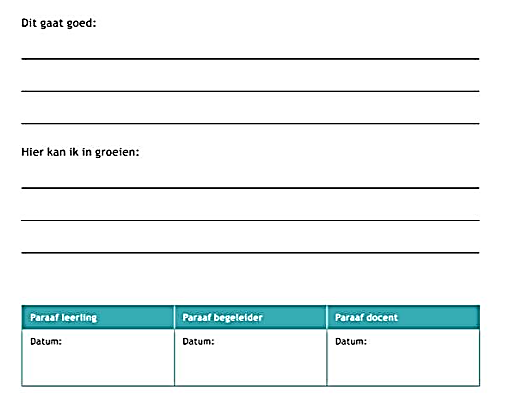 Dit gaat goed:
Hier kan ik in groeien:
Paraaf leerling Paraaf begeleider Paraaf docent
Datum: Datum: Datum: